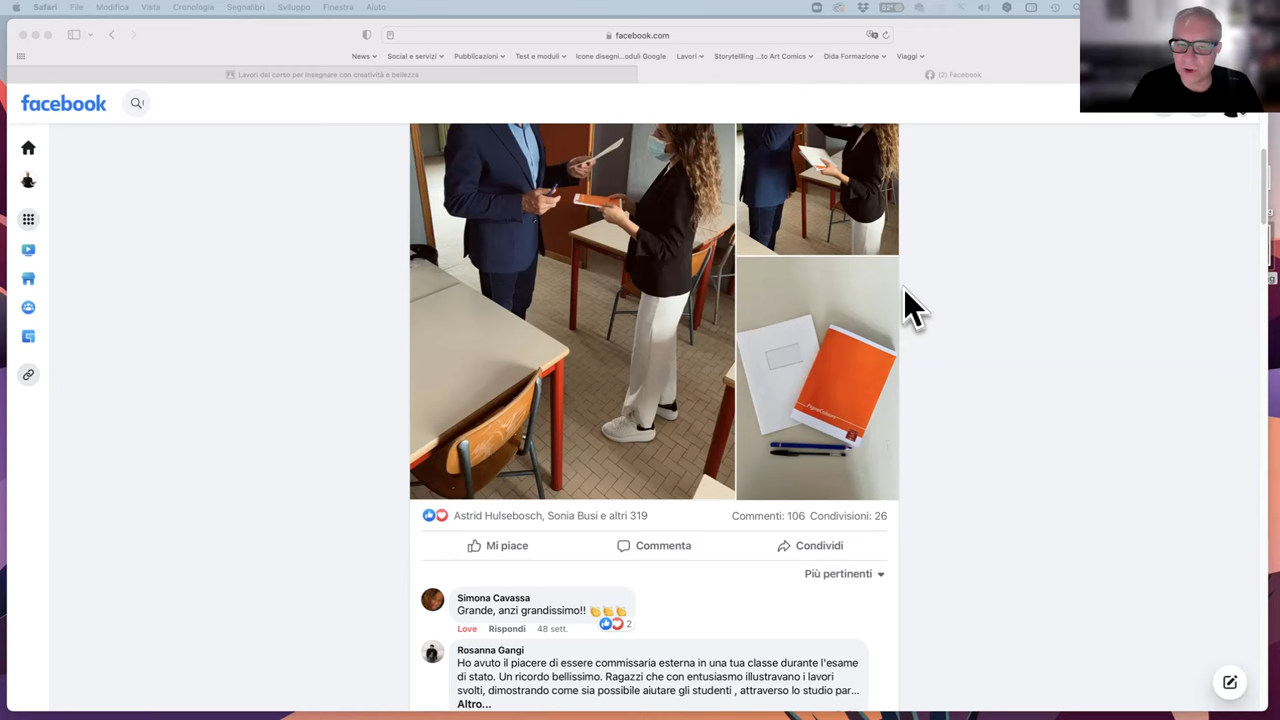 Safari File Modifica Vista Cronologia Segnalibri Sviluppo Finestra Aiuto
facebook.com
News Social e servizi Pubblicazioni Test e moduli Icone disegni...oduli Google Lavori Storytellling ...to Art Comics Dida Formazione Viaggi
Lavori del corso per Insegnare con creatività e bellezza
(2) Facebook
facebook
PignaColours
Astrid Hulsebosch, Sonia Busi e altri 319
Commenti: 106 Condivisioni: 26
Mi piace Commenta Condividi
Più pertinenti
Simona Cavassa
Grande, anzi grandissimo!! 👏👏👏
Love Rispondi 48 sett. 2
Rosanna Gangi
Ho avuto il piacere di essere commissaria esterna in una tua classe durante l'esame
di stato. Un ricordo bellissimo. Ragazzi che con entusiasmo illustravano i lavori
svolti, dimostrando come sia possibile aiutare gli studenti , attraverso lo studio par...
Altro...